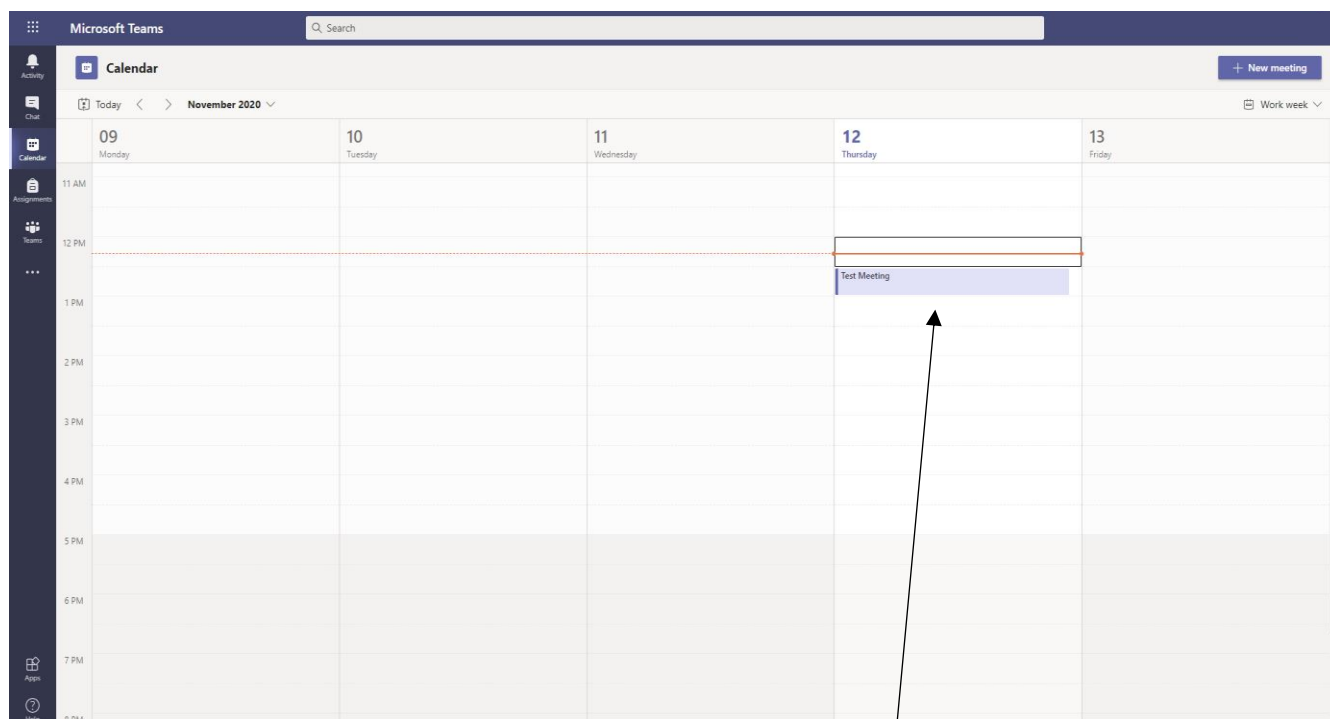 Microsoft Teams
Search
Activity
Chat
Calendar
Assignments
Teams
Apps
Calendar
+ New meeting
Today
November 2020
Work week
09
Monday
10
Tuesday
11
Wednesday
12
Thursday
13
Friday
11 AM
12 PM
Test Meeting
1 PM
2 PM
3 PM
4 PM
5 PM
6 PM
7 PM